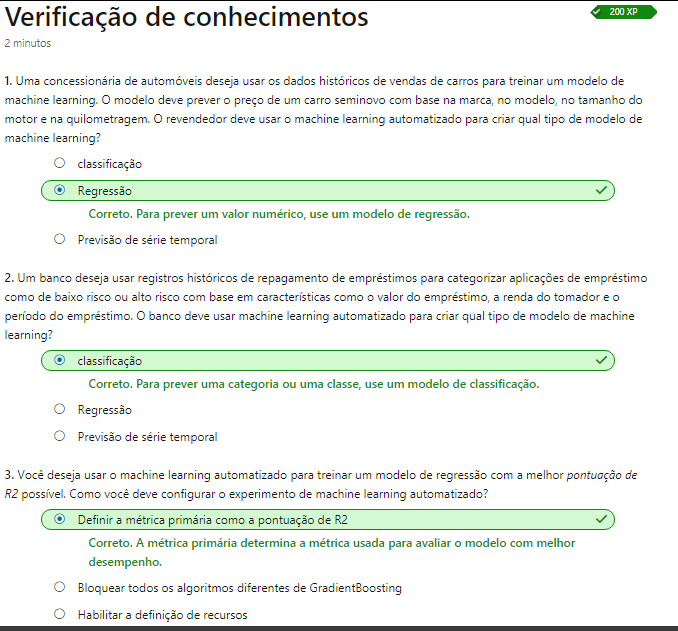 Verificação de conhecimentos
200 XP
2 minutos
1. Uma concessionária de automóveis deseja usar os dados históricos de vendas de carros para treinar um modelo de
machine learning. O modelo deve prever o preço de um carro seminovo com base na marca, no modelo, no tamanho do
motor e na quilometragem. O revendedor deve usar o machine learning automatizado para criar qual tipo de modelo de
machine learning?
classificação
Regressão
Correto. Para prever um valor numérico, use um modelo de regressão.
Previsão de série temporal
2. Um banco deseja usar registros históricos de repagamento de empréstimos para categorizar aplicações de empréstimo
como de baixo risco ou alto risco com base em características como o valor do empréstimo, a renda do tomador e o
período do empréstimo. O banco deve usar machine learning automatizado para criar qual tipo de modelo de machine
learning?
classificação
Correto. Para prever uma categoria ou uma classe, use um modelo de classificação.
Regressão
Previsão de série temporal
3. Você deseja usar o machine learning automatizado para treinar um modelo de regressão com a melhor pontuação de
R2 possível. Como você deve configurar o experimento de machine learning automatizado?
Definir a métrica primária como a pontuação de R2
Correto. A métrica primária determina a métrica usada para avaliar o modelo com melhor
desempenho.
Bloquear todos os algoritmos diferentes de GradientBoosting
Habilitar a definição de recursos